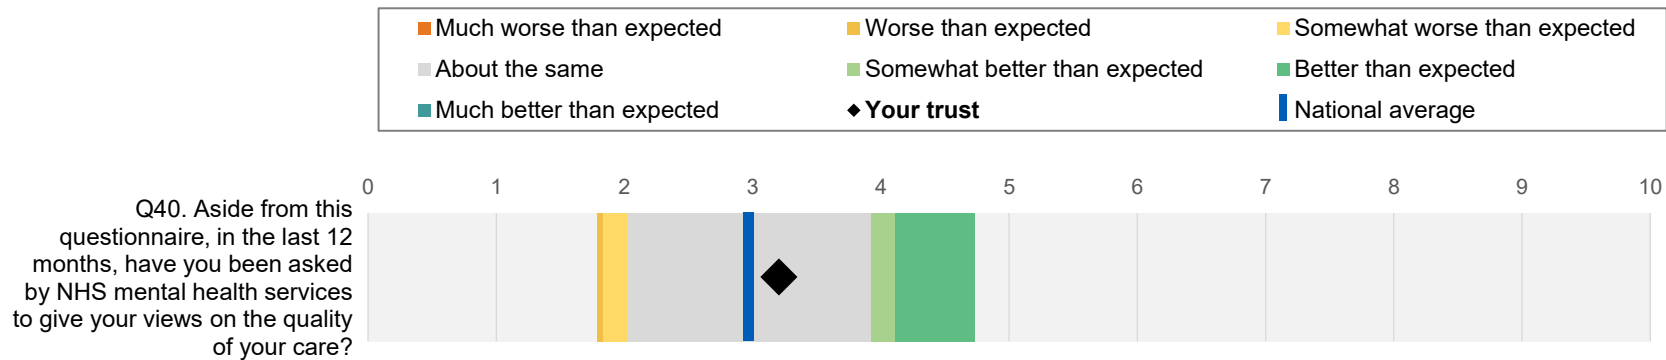 Much worse than expected
Worse than expected
Somewhat worse than expected
About the same
Somewhat better than expected
Better than expected
Much better than expected
Your trust
National average
0 1 2 3 4 5 6 7 8 9 10
Q40. Aside from this
questionnaire, in the last 12
months, have you been asked
by NHS mental health services
to give your views on the quality
of your care?